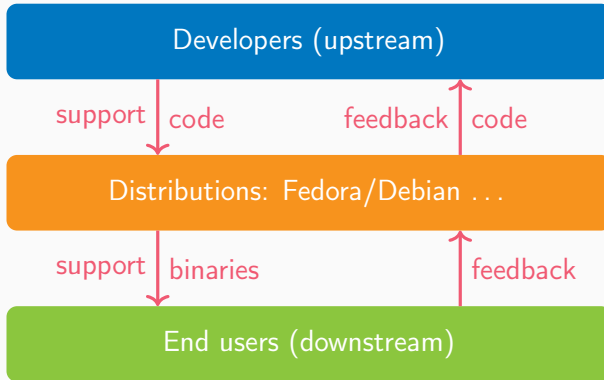 Developers (upstream)
support code feedback code
Distributions: Fedora/Debian . . .
support binaries feedback
End users (downstream)